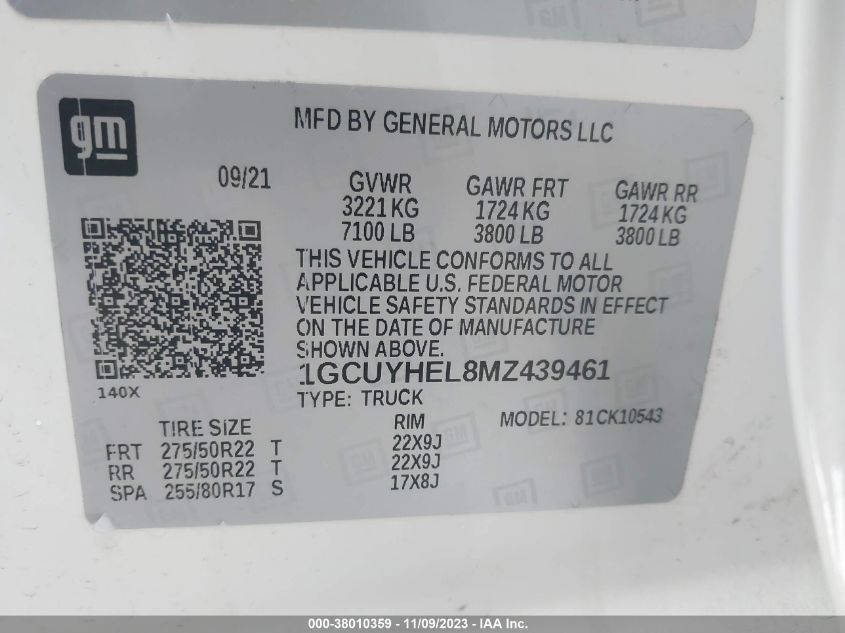 gm
MFD BY GENERAL MOTORS LLC
09/21
GVWR GAWR FRT GAWR RR
3221 KG 1724 KG 1724 KG
7100 LB 3800 LB 3800 LB
THIS VEHICLE CONFORMS TO ALL
APPLICABLE U.S. FEDERAL MOTOR
VEHICLE SAFETY STANDARDS IN EFFECT
ON THE DATE OF MANUFACTURE
SHOWN ABOVE.
1GCUYHEL8MZ439461
140X
TYPE: TRUCK
TIRE SIZE RIM MODEL: 81CK10543
FRT 275/50R22 T 22X9J
RR 275/50R22 T 22X9J
SPA 255/80R17 S 17X8J
000-38010359 - 11/09/2023 - IAA Inc.